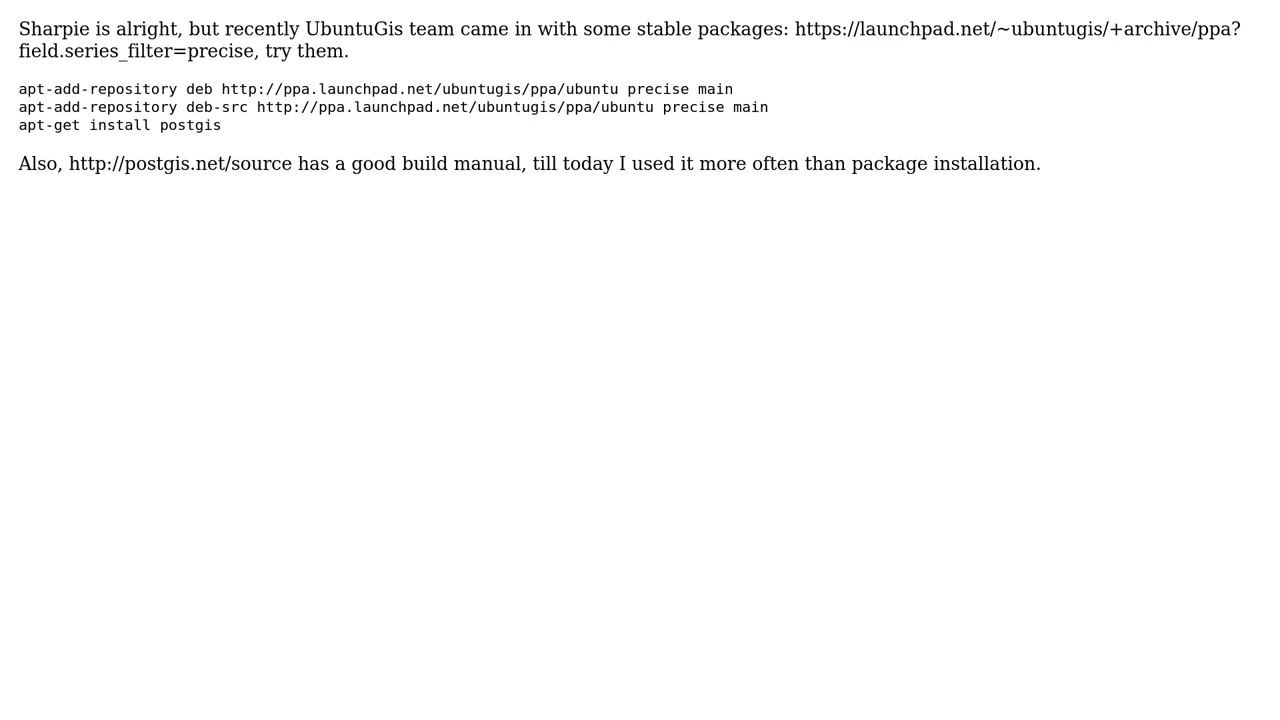 Sharpie is alright, but recently UbuntuGis team came in with some stable packages: https://launchpad.net/~ubuntugis/+archive/ppa?
field.series_filter=precise, try them.
apt-add-repository deb http://ppa.launchpad.net/ubuntugis/ppa/ubuntu precise main
apt-add-repository deb-src http://ppa.launchpad.net/ubuntugis/ppa/ubuntu precise main
apt-get install postgis
Also, http://postgis.net/source has a good build manual, till today I used it more often than package installation.